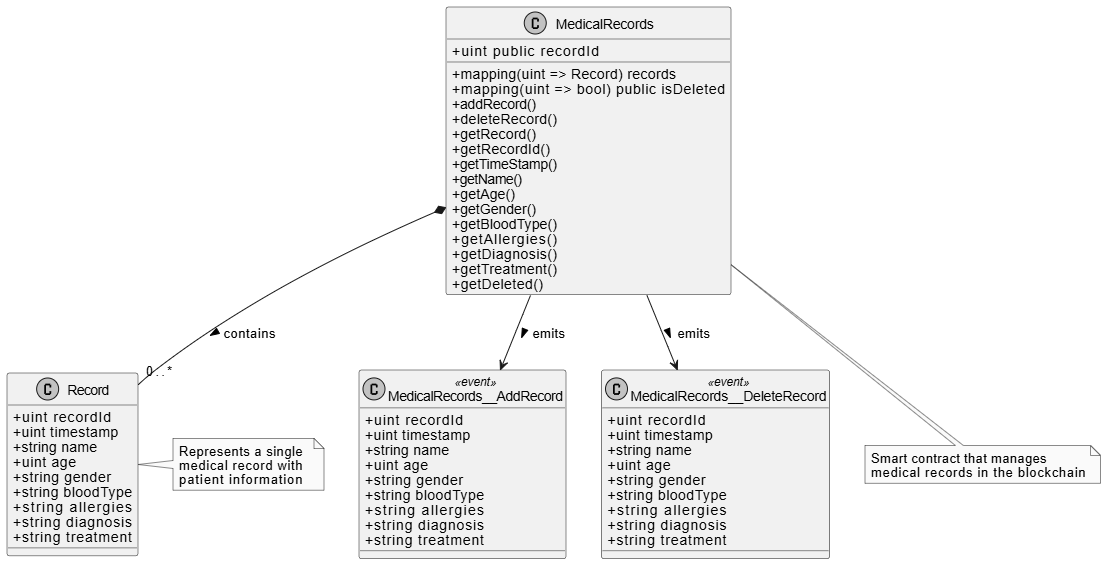 C MedicalRecords
+uint public recordId
+mapping(uint => Record) records
+mapping(uint => bool) public isDeleted
+addRecord()
+deleteRecord()
+getRecord()
+getRecordId()
+getTimeStamp()
+getName()
+getAge()
+getGender()
+getBloodType()
+getAllergies()
+getDiagnosis()
+getTreatment()
+getDeleted()
contains
emits
emits
0..*
C Record
+uint recordId
+uint timestamp
+string name
+uint age
+string gender
+string bloodType
+string allergies
+string diagnosis
+string treatment
Represents a single
medical record with
patient information
«event»
C MedicalRecords__AddRecord
+uint recordId
+uint timestamp
+string name
+uint age
+string gender
+string bloodType
+string allergies
+string diagnosis
+string treatment
«event»
C MedicalRecords__DeleteRecord
+uint recordId
+uint timestamp
+string name
+uint age
+string gender
+string bloodType
+string allergies
+string diagnosis
+string treatment
Smart contract that manages
medical records in the blockchain